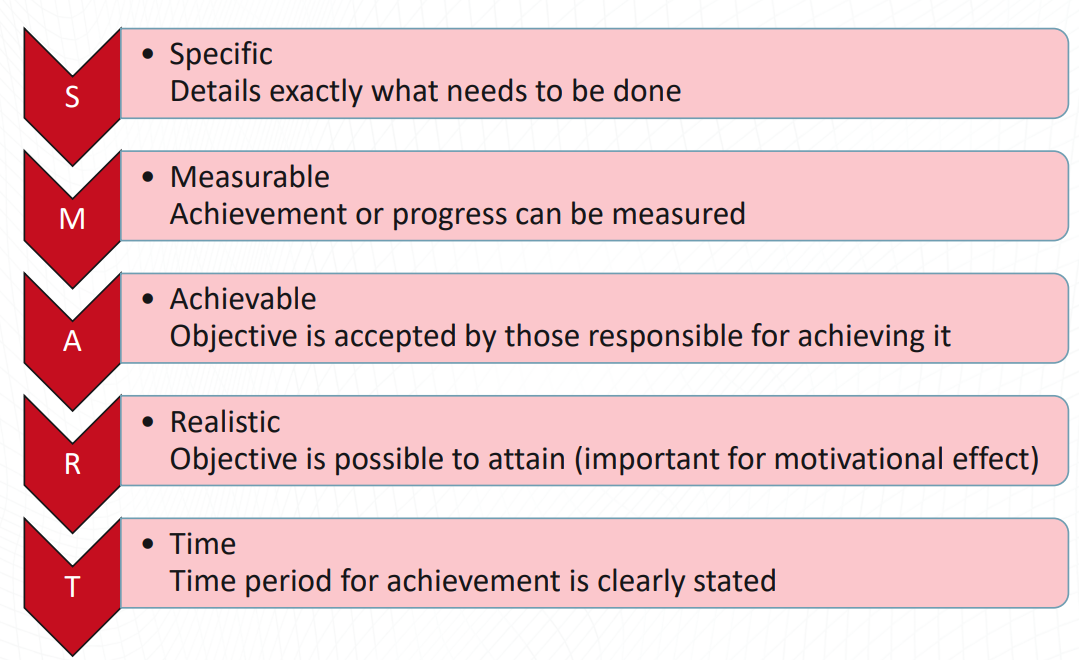 S
• Specific
Details exactly what needs to be done
M
• Measurable
Achievement or progress can be measured
A
• Achievable
Objective is accepted by those responsible for achieving it
R
• Realistic
Objective is possible to attain (important for motivational effect)
T
• Time
Time period for achievement is clearly stated